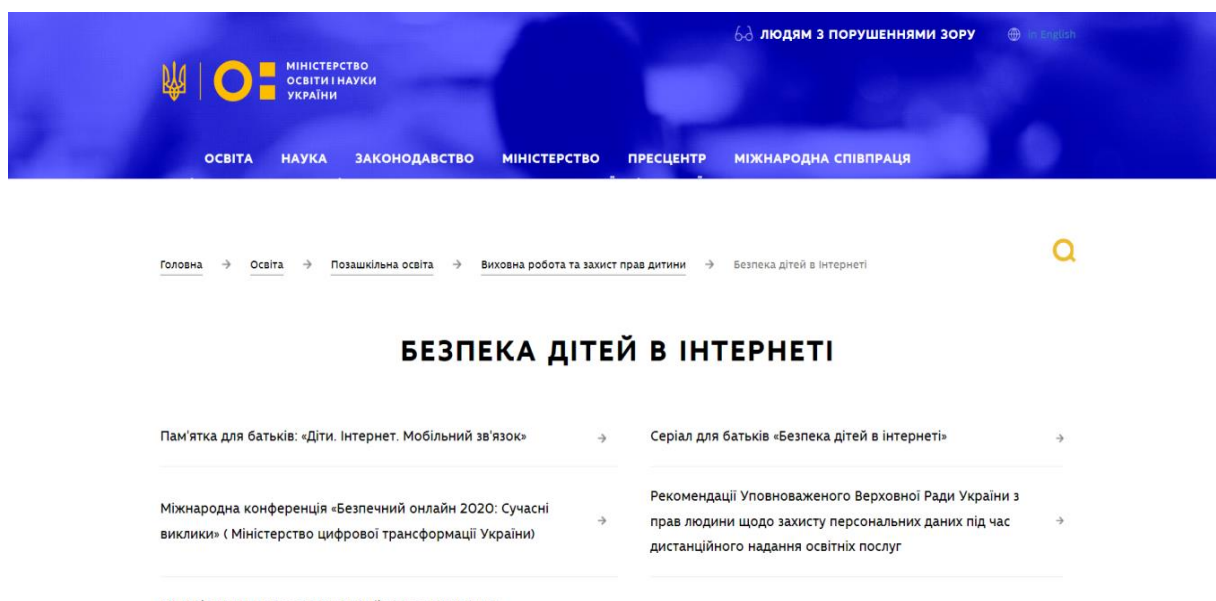 ЛЮДЯМ З ПОРУШЕННЯМИ ЗОРУ
in English
МІНІСТЕРСТВО
ОСВІТИ І НАУКИ
УКРАЇНИ
ОСВІТА НАУКА ЗАКОНОДАВСТВО МІНІСТЕРСТВО ПРЕСЦЕНТР МІЖНАРОДНА СПІВПРАЦЯ
Головна → Освіта → Позашкільна освіта → Виховна робота та захист прав дитини → Безпека дітей в Інтернеті
БЕЗПЕКА ДІТЕЙ В ІНТЕРНЕТІ
Пам'ятка для батьків: «Діти. Інтернет. Мобільний зв'язок» →
Серіал для батьків «Безпека дітей в інтернеті» →
Міжнародна конференція «Безпечний онлайн 2020: Сучасні
виклики» ( Міністерство цифрової трансформації України) →
Рекомендації Уповноваженого Верховної Ради України з
прав людини щодо захисту персональних даних під час →
дистанційного надання освітніх послуг